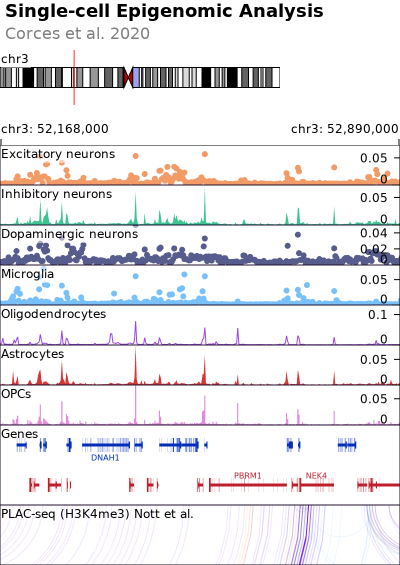 Single-cell Epigenomic Analysis
Corces et al. 2020
chr3
chr3: 52,168,000 chr3: 52,890,000
Excitatory neurons 0.05
0
Inhibitory neurons 0.05
0
Dopaminergic neurons 0.04
0.02
0
Microglia 0.05
0
Oligodendrocytes 0.1
0
Astrocytes 0.05
0
OPCs 0.05
0
Genes
DNAH1
PBRM1 NEK4
PLAC-seq (H3K4me3) Nott et al.